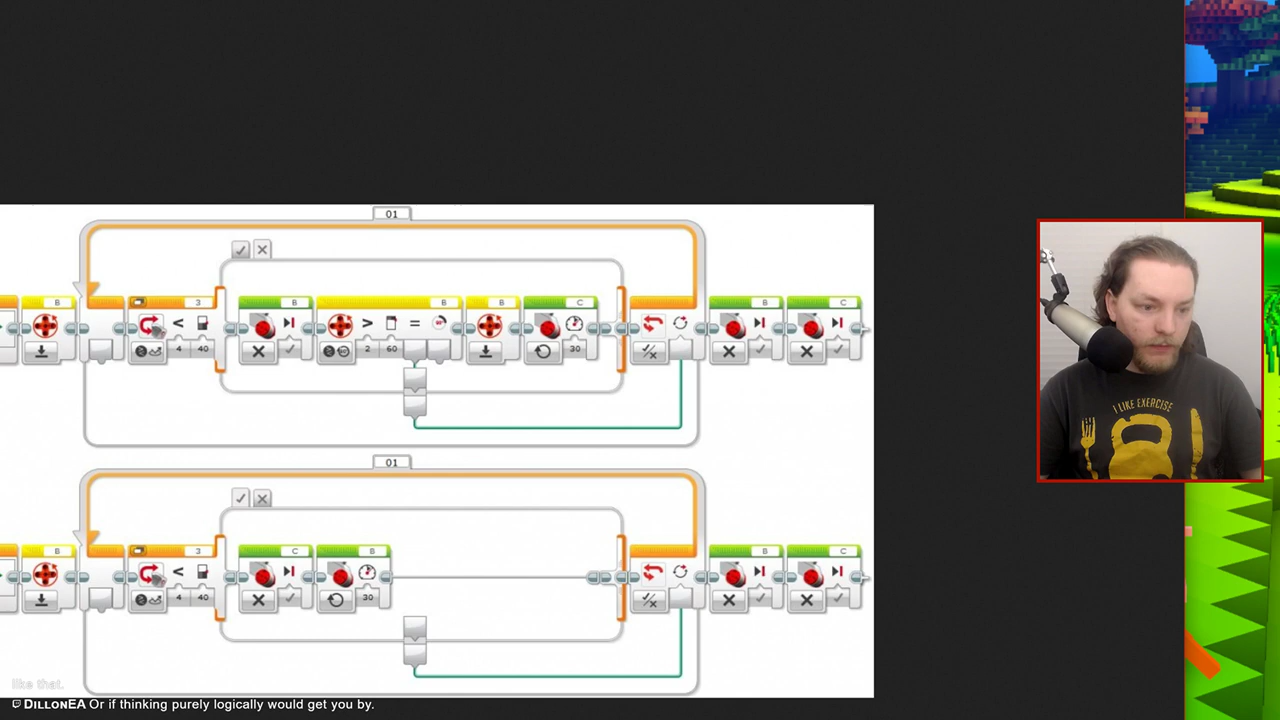 01
B 3 B B B C B C
< > =
4 40 2 60 30
01
B 3 C B B C
<
4 40 30
I LIKE EXERCISE
like that.
DILLONEA Or if thinking purely logically would get you by.